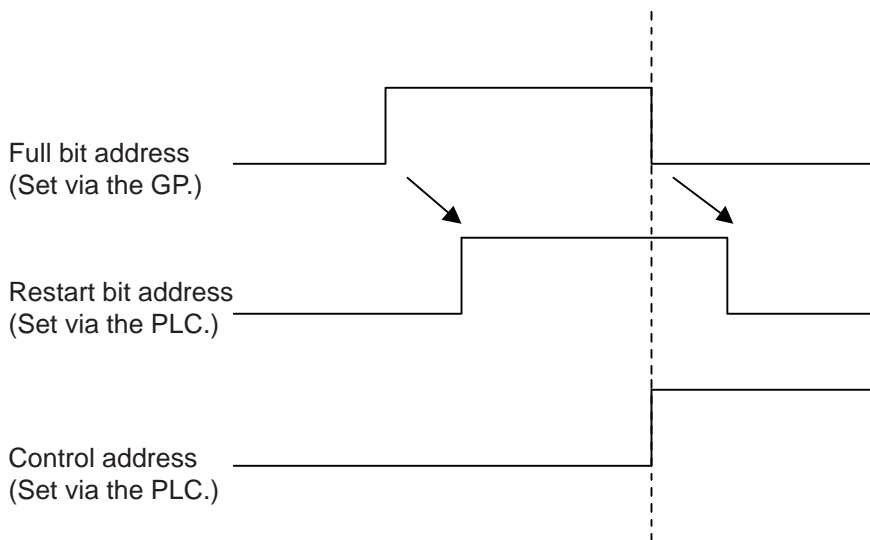 Full bit address
(Set via the GP.)
Restart bit address
(Set via the PLC.)
Control address
(Set via the PLC.)